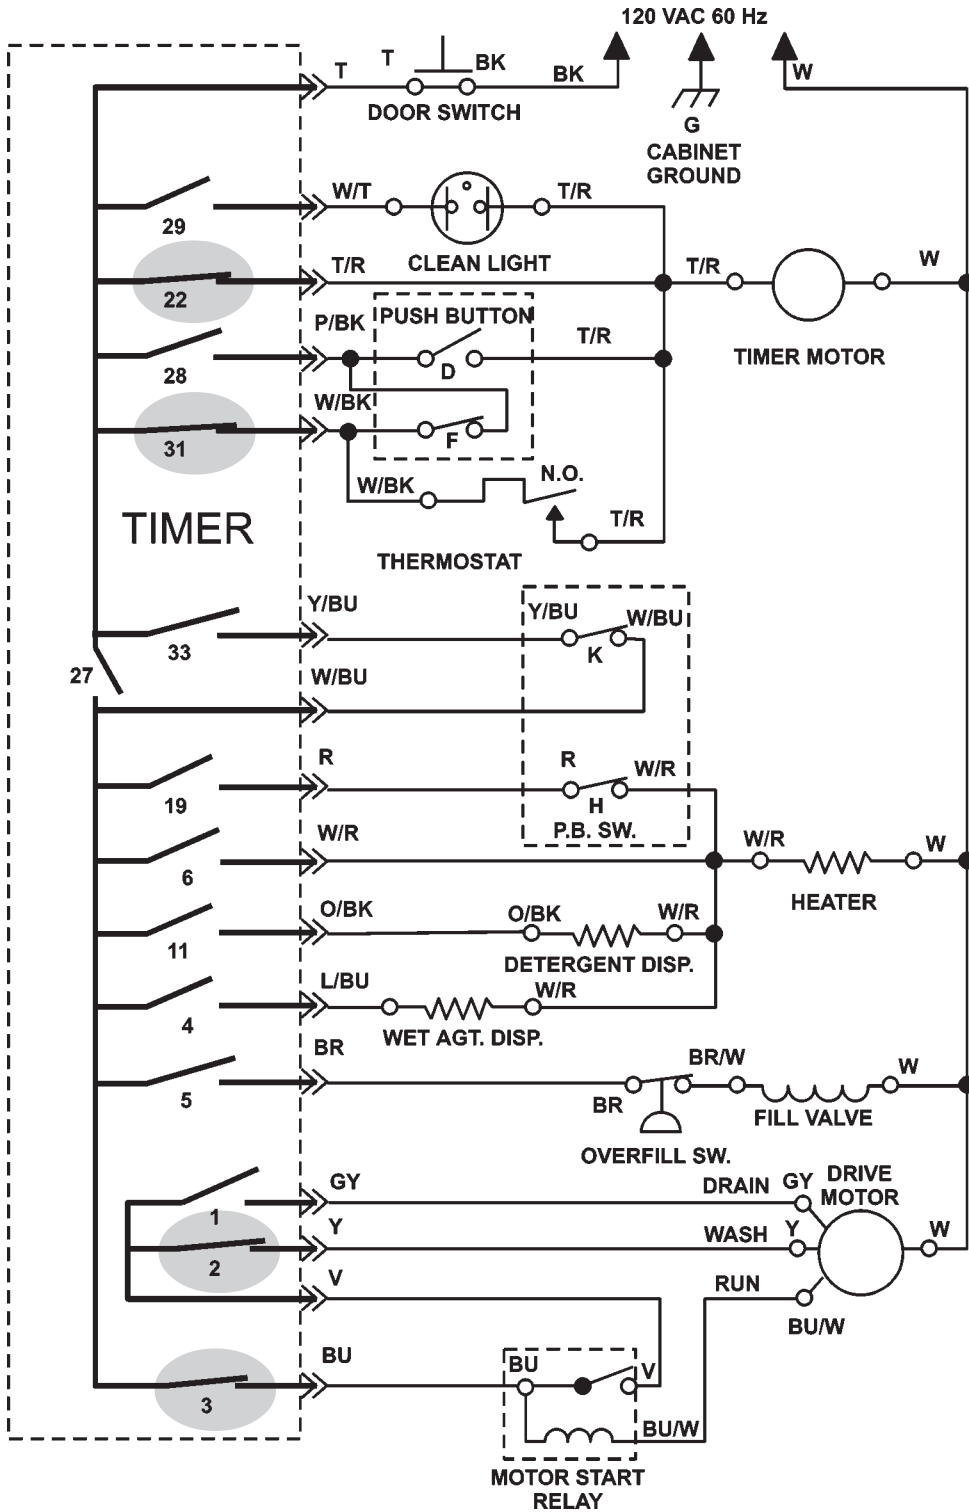 120 VAC 60 Hz
T
T
BK
BK
W
DOOR SWITCH
G
CABINET
GROUND
W/T
T/R
29
CLEAN LIGHT
T/R
T/R
W
22
P/BK
PUSH BUTTON
T/R
28
D
TIMER MOTOR
W/BK
31
F
W/BK
N.O.
TIMER
T/R
THERMOSTAT
Y/BU
Y/BU
W/BU
33
K
27
W/BU
R
R
W/R
19
H
P.B. SW.
W/R
W/R
W
6
HEATER
O/BK
O/BK
W/R
11
DETERGENT DISP.
L/BU
W/R
4
WET AGT. DISP.
BR
BR/W
W
5
BR
FILL VALVE
OVERFILL SW.
DRIVE
MOTOR
GY
DRAIN
GY
1
Y
WASH
Y
W
2
V
RUN
BU/W
BU
BU
V
3
BU/W
MOTOR START
RELAY